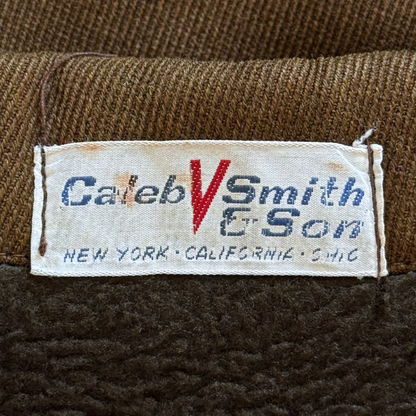 Caleb V Smith
& Son
NEW YORK · CALIFORNIA · OHIO